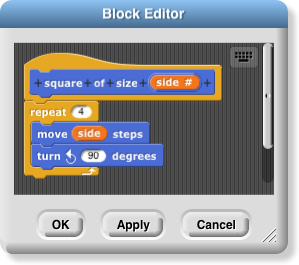 Block Editor
+ square + of + size + side # +
repeat 4
move side steps
turn 90 degrees
OK Apply Cancel